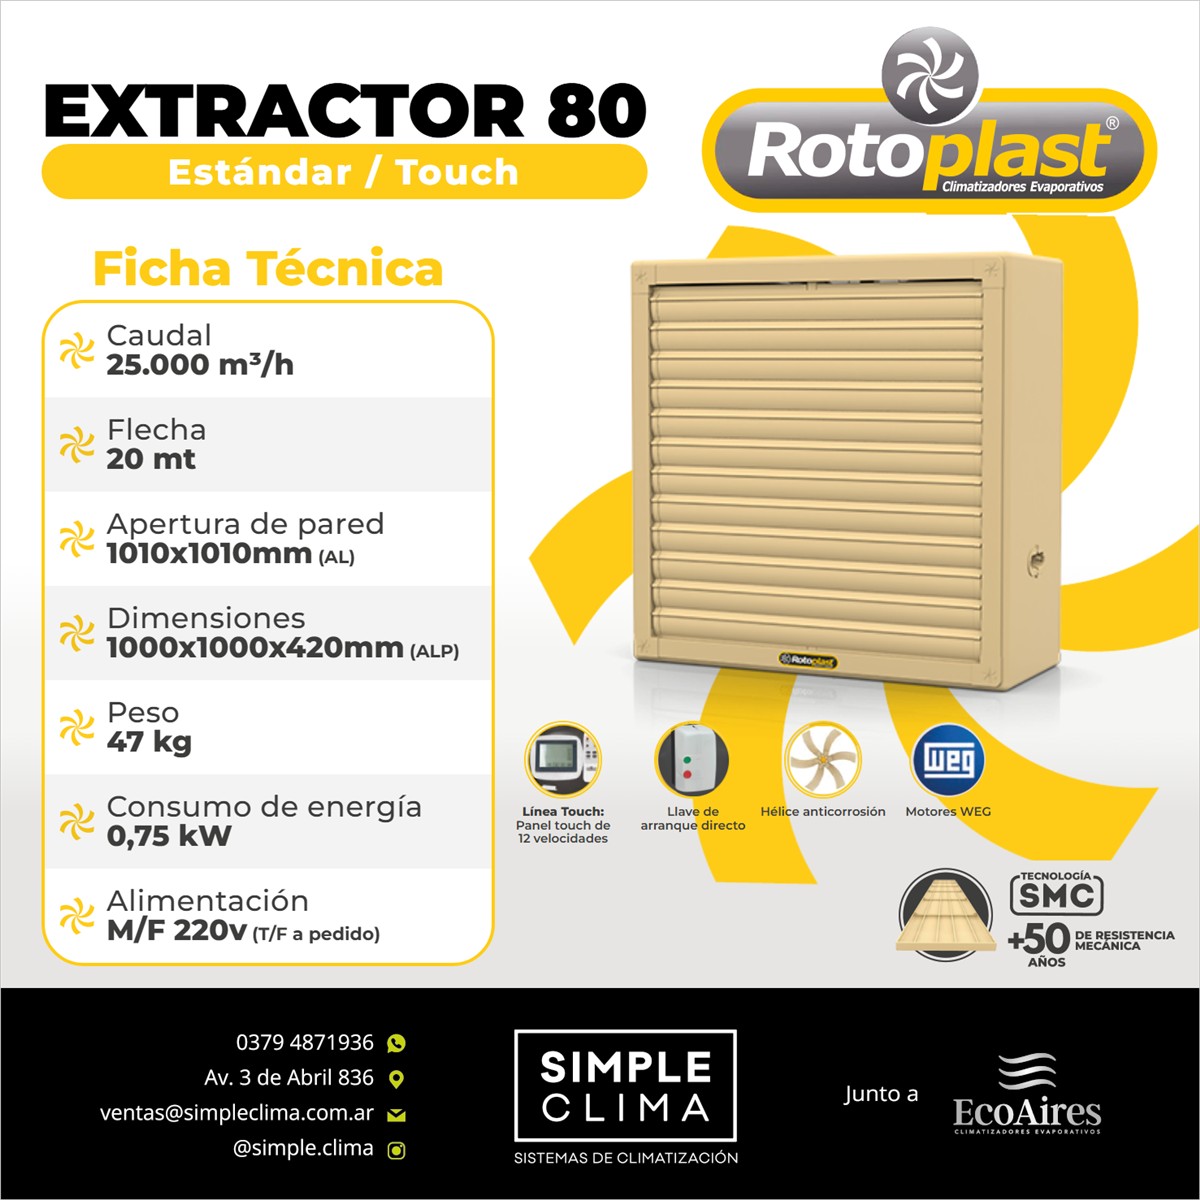 EXTRACTOR 80
Estándar / Touch
Rotoplast®
Climatizadores Evaporativos
Ficha Técnica
Caudal
25.000 m³/h
Flecha
20 mt
Apertura de pared
1010x1010mm (AL)
Dimensiones
1000x1000x420mm (ALP)
Peso
47 kg
Consumo de energía
0,75 kW
Alimentación
M/F 220v (T/F a pedido)
Rotoplast
Línea Touch:
Panel touch de
12 velocidades
Llave de
arranque directo
Hélice anticorrosión
weg
Motores WEG
TECNOLOGÍA
SMC
+50 DE RESISTENCIA
MECÁNICA
AÑOS
0379 4871936
Av. 3 de Abril 836
ventas@simpleclima.com.ar
@simple.clima
SIMPLE
CLIMA
SISTEMAS DE CLIMATIZACIÓN
Junto a
EcoAires
CLIMATIZADORES EVAPORATIVOS